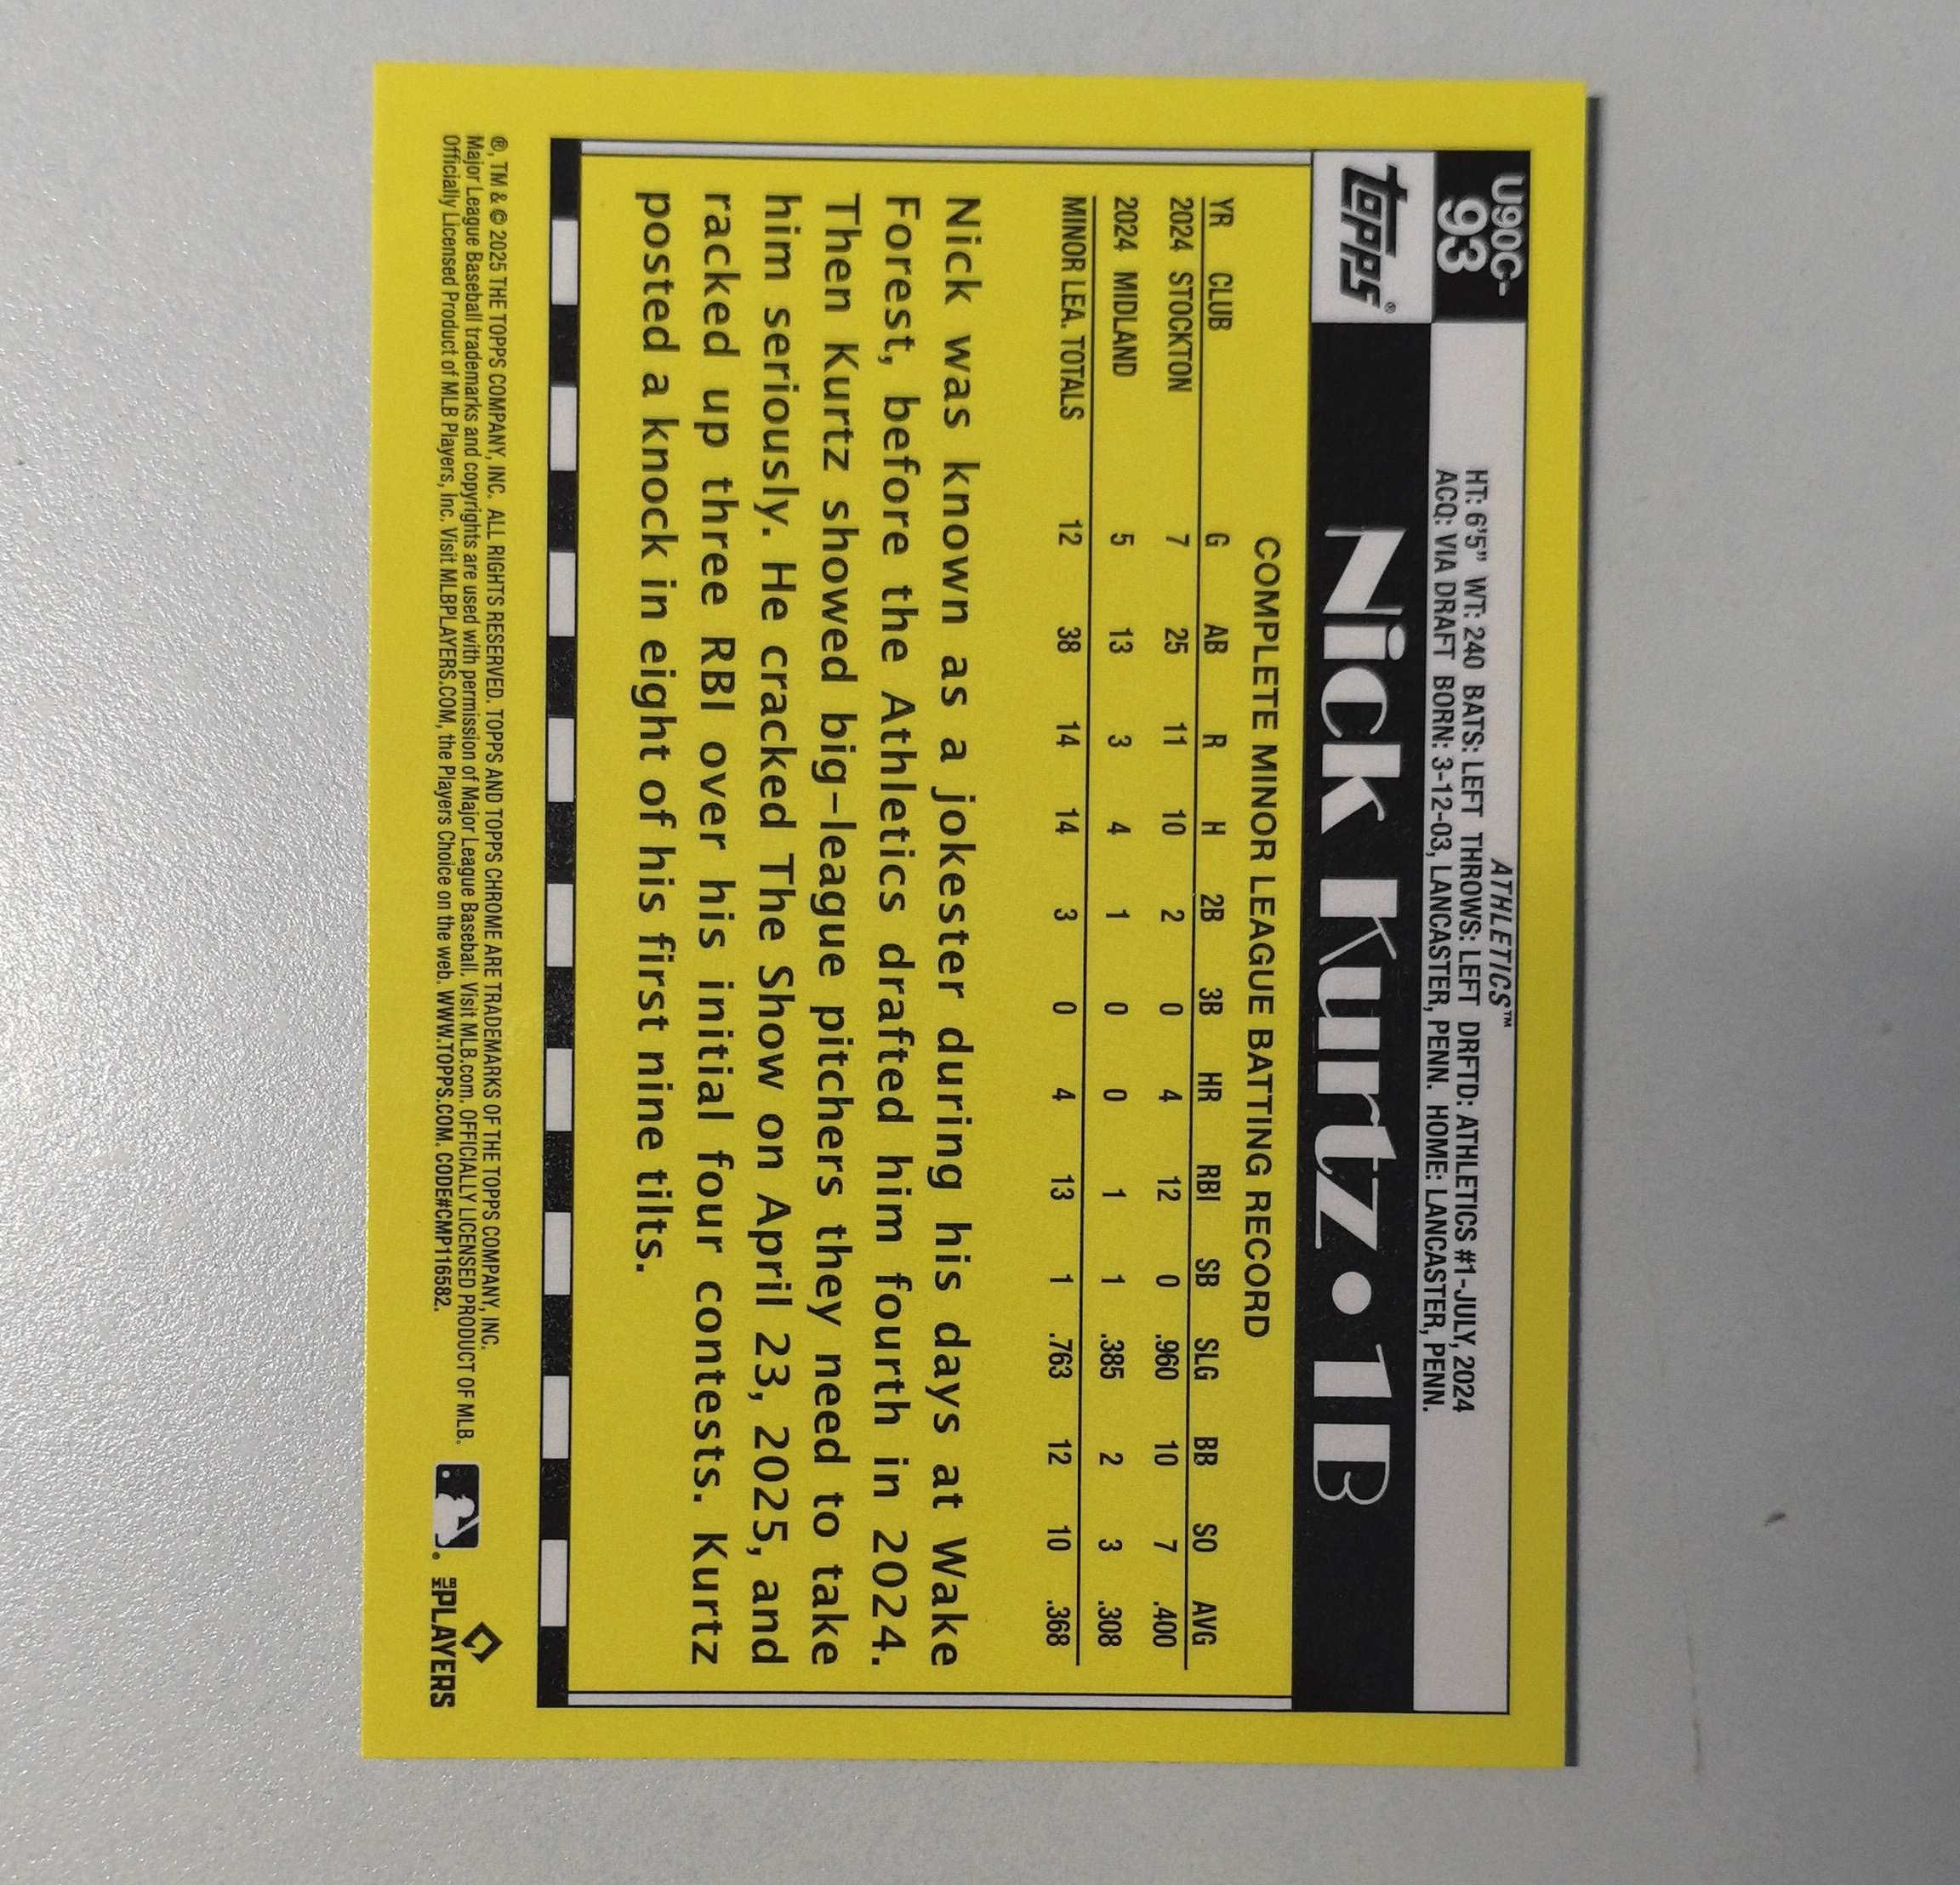 U90C-
93
ATHLETICS™
HT: 6'5" WT: 240 BATS: LEFT THROWS: LEFT DRFTD: ATHLETICS #1-JULY, 2024
ACQ: VIA DRAFT BORN: 3-12-03, LANCASTER, PENN. HOME: LANCASTER, PENN.
topps®
Nick Kurtz • 1B
COMPLETE MINOR LEAGUE BATTING RECORD
YR CLUB G AB R H 2B 3B HR RBI SB SLG BB SO AVG
2024 STOCKTON 7 25 11 10 2 0 4 12 0 .960 10 7 .400
2024 MIDLAND 5 13 3 4 1 0 0 1 1 .385 2 3 .308
MINOR LEA. TOTALS 12 38 14 14 3 0 4 13 1 .763 12 10 .368
Nick was known as a jokester during his days at Wake
Forest, before the Athletics drafted him fourth in 2024.
Then Kurtz showed big-league pitchers they need to take
him seriously. He cracked The Show on April 23, 2025, and
racked up three RBI over his initial four contests. Kurtz
posted a knock in eight of his first nine tilts.
®, TM & © 2025 THE TOPPS COMPANY, INC. ALL RIGHTS RESERVED. TOPPS AND TOPPS CHROME ARE TRADEMARKS OF THE TOPPS COMPANY, INC.
Major League Baseball trademarks and copyrights are used with permission of Major League Baseball. Visit MLB.com. OFFICIALLY LICENSED PRODUCT OF MLB.
Officially Licensed Product of MLB Players, Inc. Visit MLBPLAYERS.COM, the Players Choice on the web. WWW.TOPPS.COM. CODE#CMP116582.
MLB PLAYERS